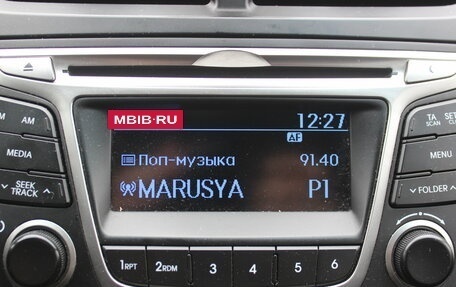 MBIB·RU
12:27
AF
Поп-музыка 91.40
MARUSYA P1
AM
TA
SCAN
MEDIA
MENU
SEEK
TRACK
FOLDER
1RPT 2RDM 3 4 5 6